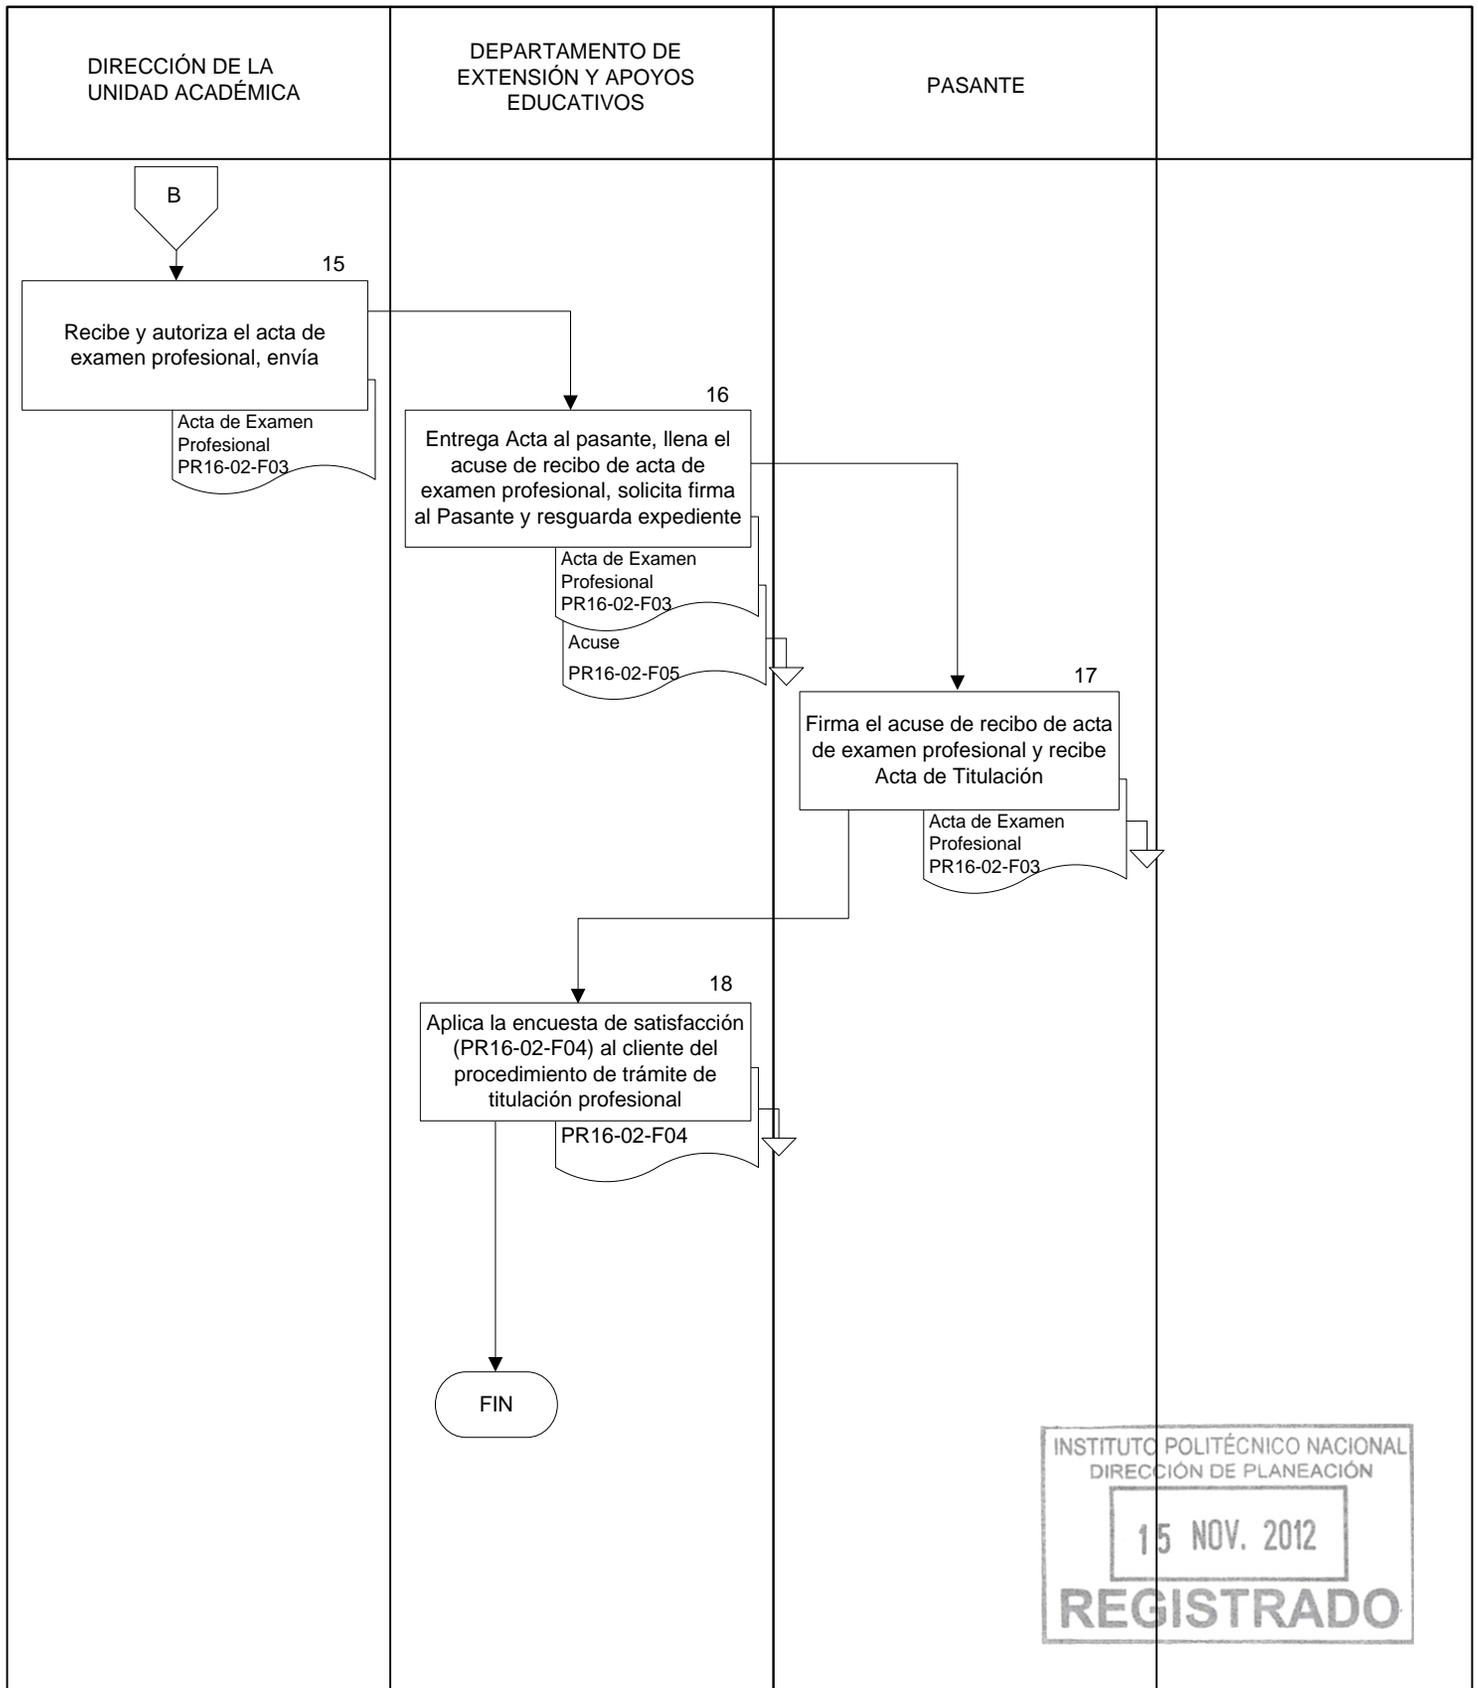 DIRECCIÓN DE LA
UNIDAD ACADÉMICA
DEPARTAMENTO DE
EXTENSIÓN Y APOYOS
EDUCATIVOS
PASANTE
B
15
Recibe y autoriza el acta de
examen profesional, envía
Acta de Examen
Profesional
PR16-02-F03
16
Entrega Acta al pasante, llena el
acuse de recibo de acta de
examen profesional, solicita firma
al Pasante y resguarda expediente
Acta de Examen
Profesional
PR16-02-F03
Acuse
PR16-02-F05
17
Firma el acuse de recibo de acta
de examen profesional y recibe
Acta de Titulación
Acta de Examen
Profesional
PR16-02-F03
18
Aplica la encuesta de satisfacción
(PR16-02-F04) al cliente del
procedimiento de trámite de
titulación profesional
PR16-02-F04
FIN
INSTITUTO POLITÉCNICO NACIONAL
DIRECCIÓN DE PLANEACIÓN
15 NOV. 2012
REGISTRADO